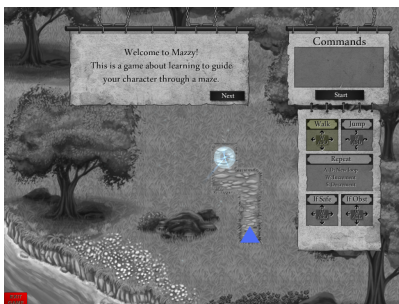 Welcome to Mazzy!
This is a game about learning to guide
your character through a maze.
Next
Commands
Start
Walk
Jump
Repeat
If Safe
If Obst